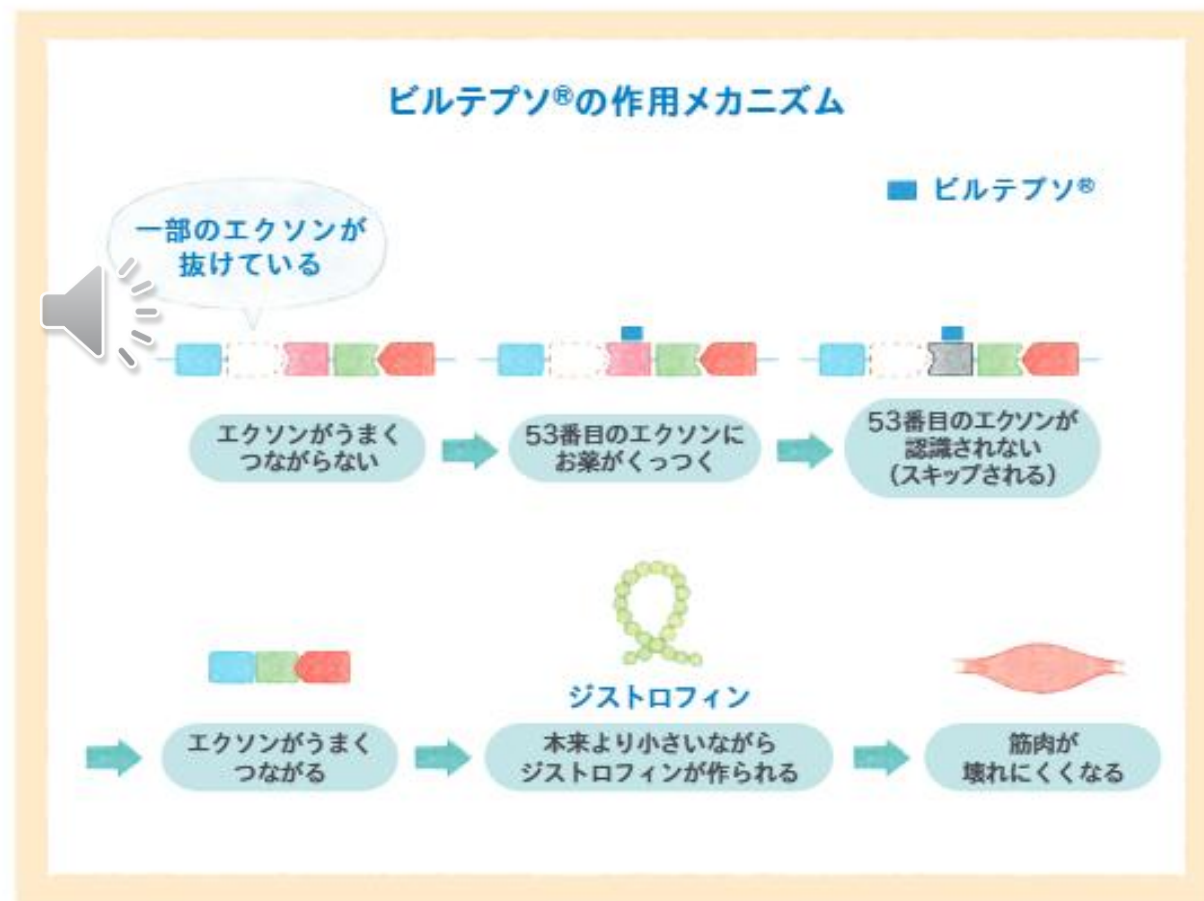 ビルテプソ®の作用メカニズム
ビルテプソ®
一部のエクソンが
抜けている
エクソンがうまく
つながらない
53番目のエクソンに
お薬がくっつく
53番目のエクソンが
認識されない
（スキップされる）
エクソンがうまく
つながる
ジストロフィン
本来より小さいながら
ジストロフィンが作られる
筋肉が
壊れにくくなる